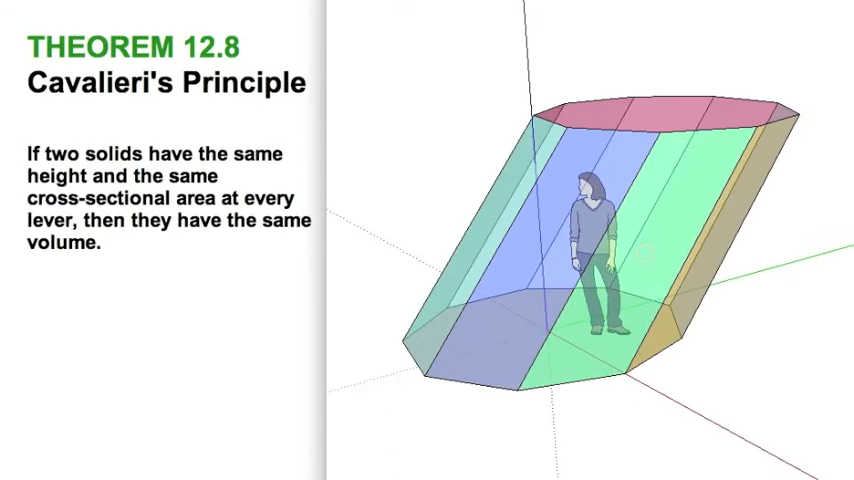 THEOREM 12.8
Cavalieri's Principle
If two solids have the same
height and the same
cross-sectional area at every
lever, then they have the same
volume.